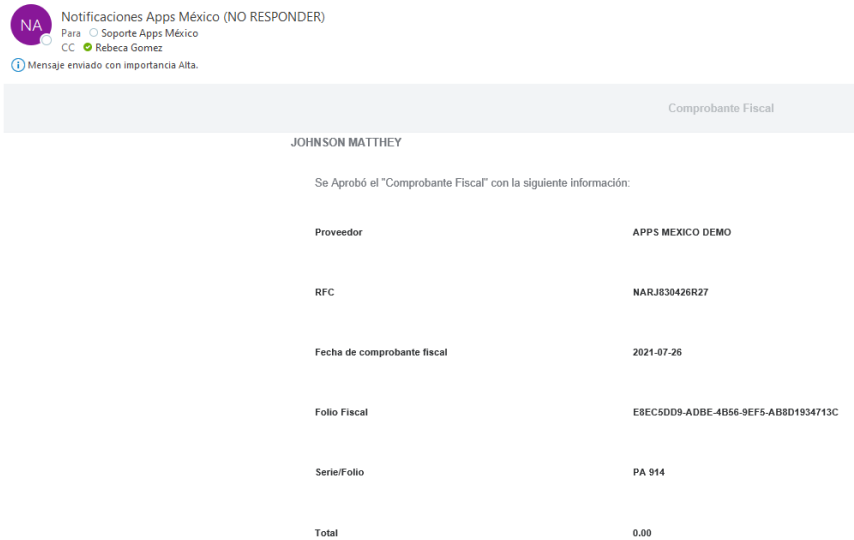 NA
Notificaciones Apps México (NO RESPONDER)
Para Soporte Apps México
CC Rebeca Gomez
Mensaje enviado con importancia Alta.
Comprobante Fiscal
JOHNSON MATTHEY
Se Aprobó el "Comprobante Fiscal" con la siguiente información:
Proveedor APPS MEXICO DEMO
RFC NARJ830426R27
Fecha de comprobante fiscal 2021-07-26
Folio Fiscal E8EC5DD9-ADBE-4B56-9EF5-AB8D1934713C
Serie/Folio PA 914
Total 0.00